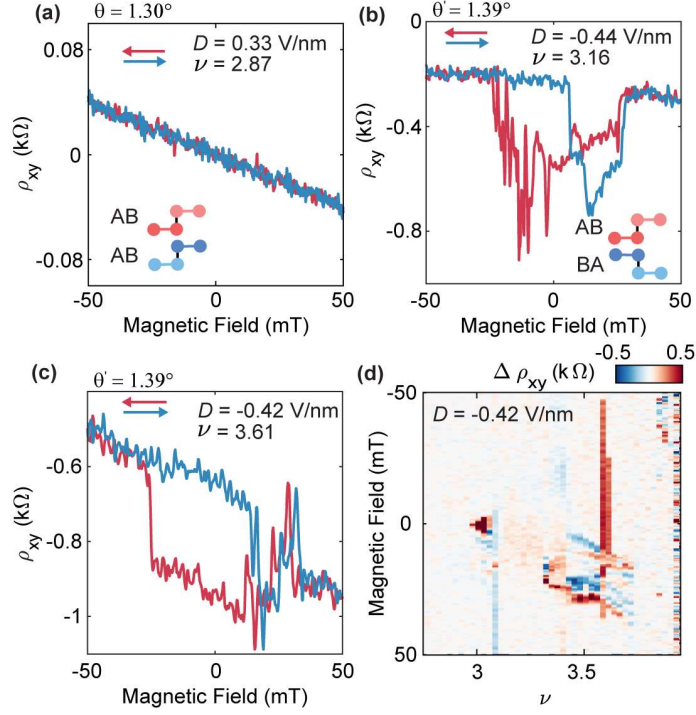 (a)
θ = 1.30°
D = 0.33 V/nm
ν = 2.87
0.08
0
-0.08
ρxy (kΩ)
AB
AB
-50
0
50
Magnetic Field (mT)
(b)
θ' = 1.39°
D = -0.44 V/nm
ν = 3.16
0
-0.4
-0.8
ρxy (kΩ)
AB
BA
-50
0
50
Magnetic Field (mT)
(c)
θ' = 1.39°
D = -0.42 V/nm
ν = 3.61
-0.6
-0.8
-1
ρxy (kΩ)
-50
0
50
Magnetic Field (mT)
(d)
-0.5
0.5
Δ ρxy (kΩ)
D = -0.42 V/nm
-50
0
50
Magnetic Field (mT)
3
3.5
ν